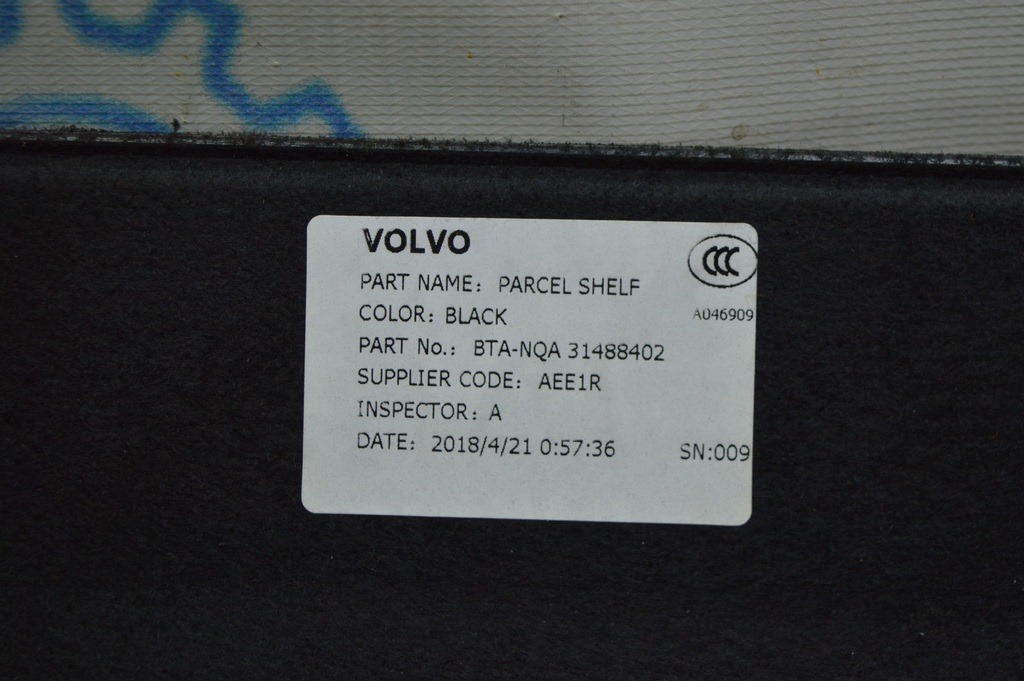 VOLVO
CCC
PART NAME: PARCEL SHELF
COLOR: BLACK
A046909
PART No.: BTA-NQA 31488402
SUPPLIER CODE: AEE1R
INSPECTOR: A
DATE: 2018/4/21 0:57:36
SN:009